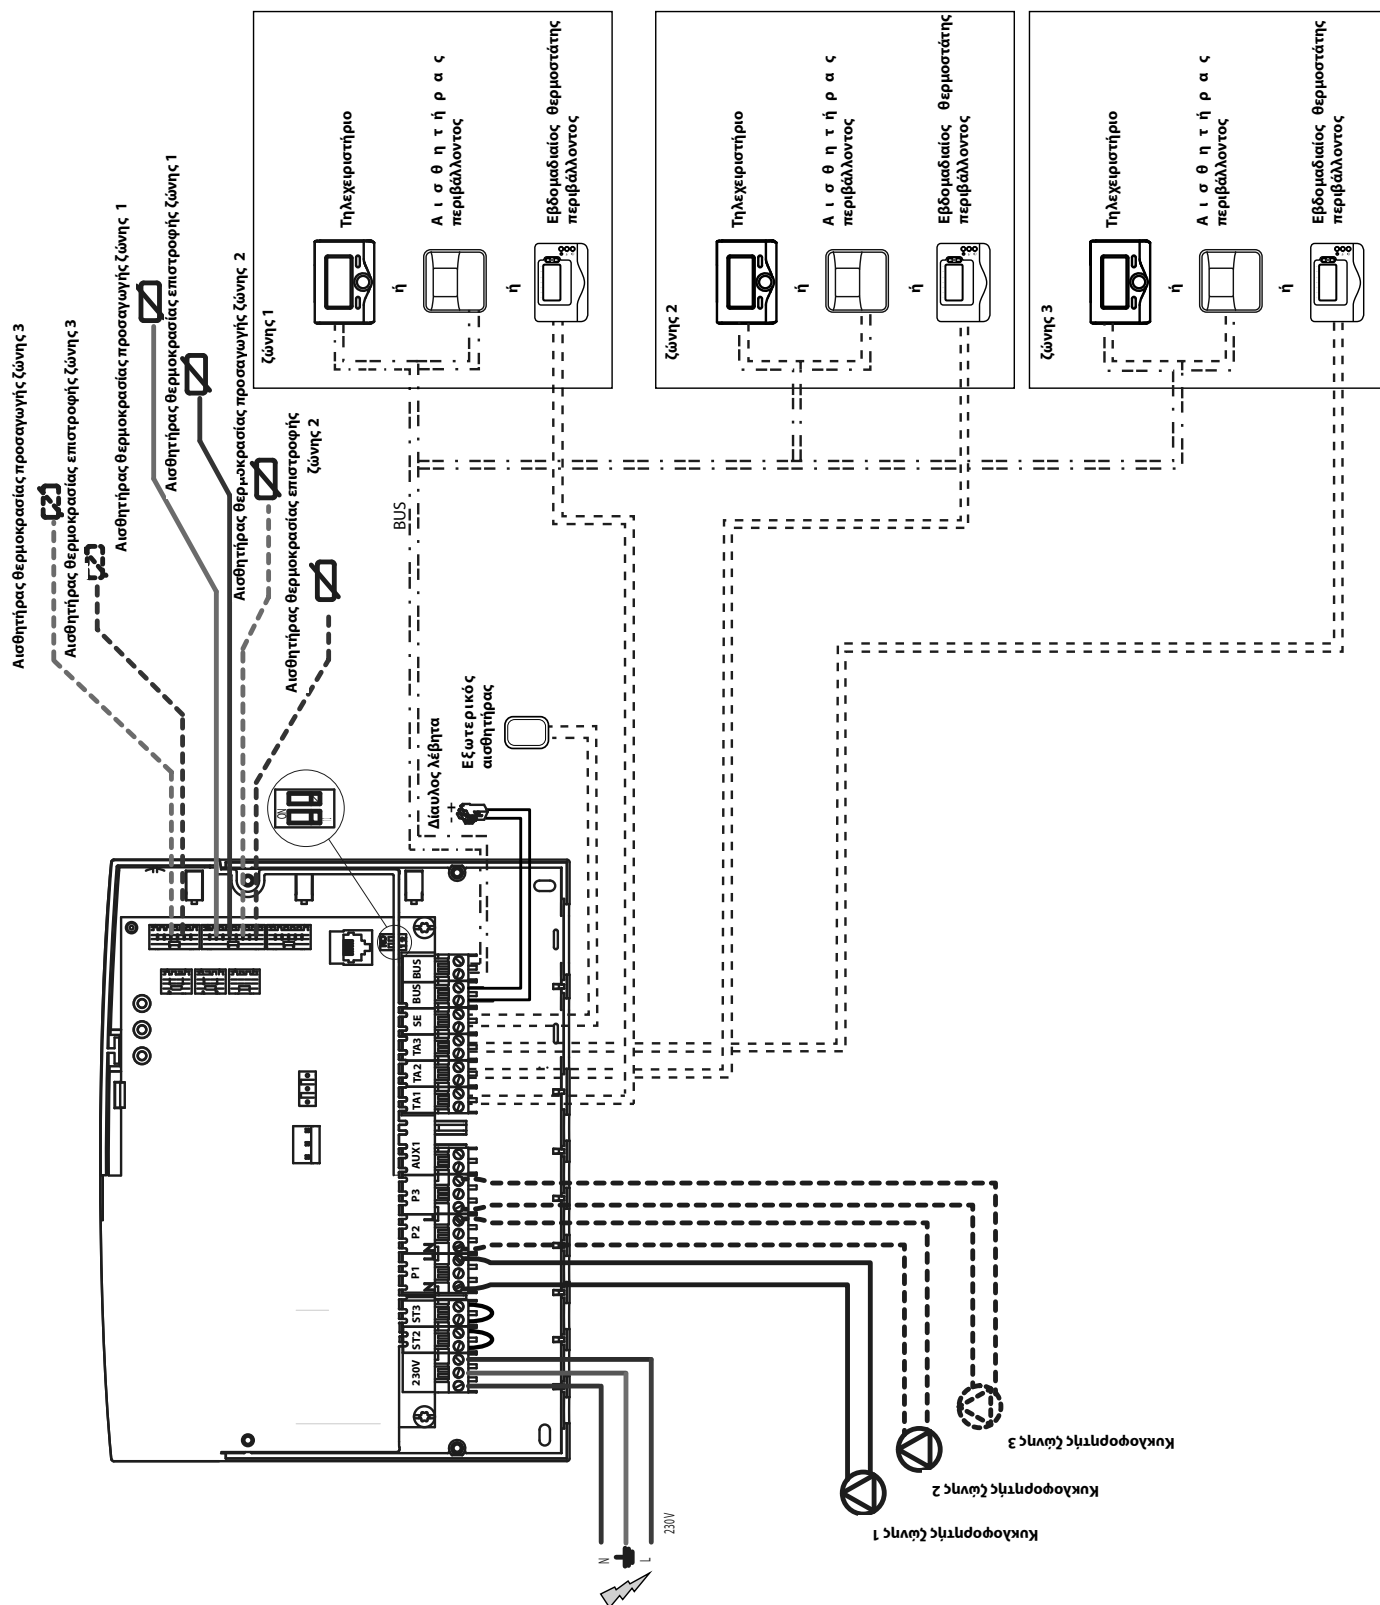 Αισθητήρας θερμοκρασίας προσαγωγής ζώνης 3
Αισθητήρας θερμοκρασίας επιστροφής ζώνης 3
Αισθητήρας θερμοκρασίας προσαγωγής ζώνης 1
Αισθητήρας θερμοκρασίας επιστροφής ζώνης 1
Αισθητήρας θερμοκρασίας προσαγωγής ζώνης 2
Αισθητήρας θερμοκρασίας επιστροφής
ζώνης 2
ζώνης 1
Τηλεχειριστήριο
ή
Αισθητήρας
περιβάλλοντος
ή
Εβδομαδιαίος θερμοστάτης
περιβάλλοντος
ζώνης 2
Τηλεχειριστήριο
ή
Αισθητήρας
περιβάλλοντος
ή
Εβδομαδιαίος θερμοστάτης
περιβάλλοντος
ζώνης 3
Τηλεχειριστήριο
ή
Αισθητήρας
περιβάλλοντος
ή
Εβδομαδιαίος θερμοστάτης
περιβάλλοντος
BUS
Δίαυλος λέβητα
- +
Εξωτερικός
αισθητήρας
ON
230V
ST2
ST3
P1
P2
P3
AUX1
TA1
TA2
TA3
SE
BUS
BUS
N
L
N
L
Κυκλοφορητής ζώνης 1
Κυκλοφορητής ζώνης 2
Κυκλοφορητής ζώνης 3
N
L
230V